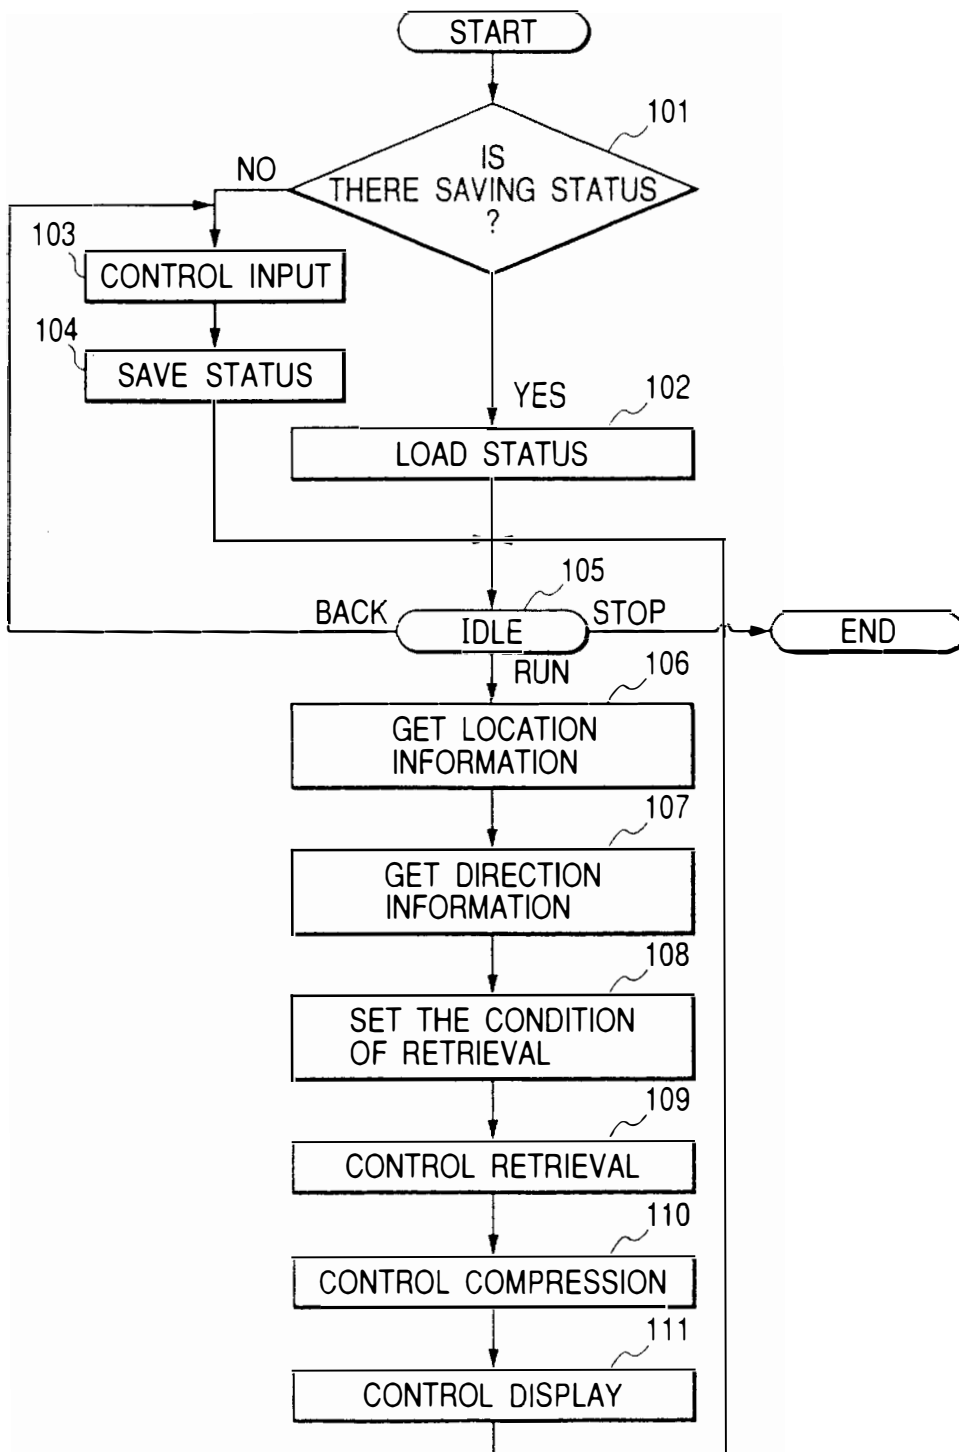 START
101
IS
THERE SAVING STATUS
?
NO
103
CONTROL INPUT
104
SAVE STATUS
YES
102
LOAD STATUS
105
BACK
IDLE
STOP
END
RUN
106
GET LOCATION
INFORMATION
107
GET DIRECTION
INFORMATION
108
SET THE CONDITION
OF RETRIEVAL
109
CONTROL RETRIEVAL
110
CONTROL COMPRESSION
111
CONTROL DISPLAY